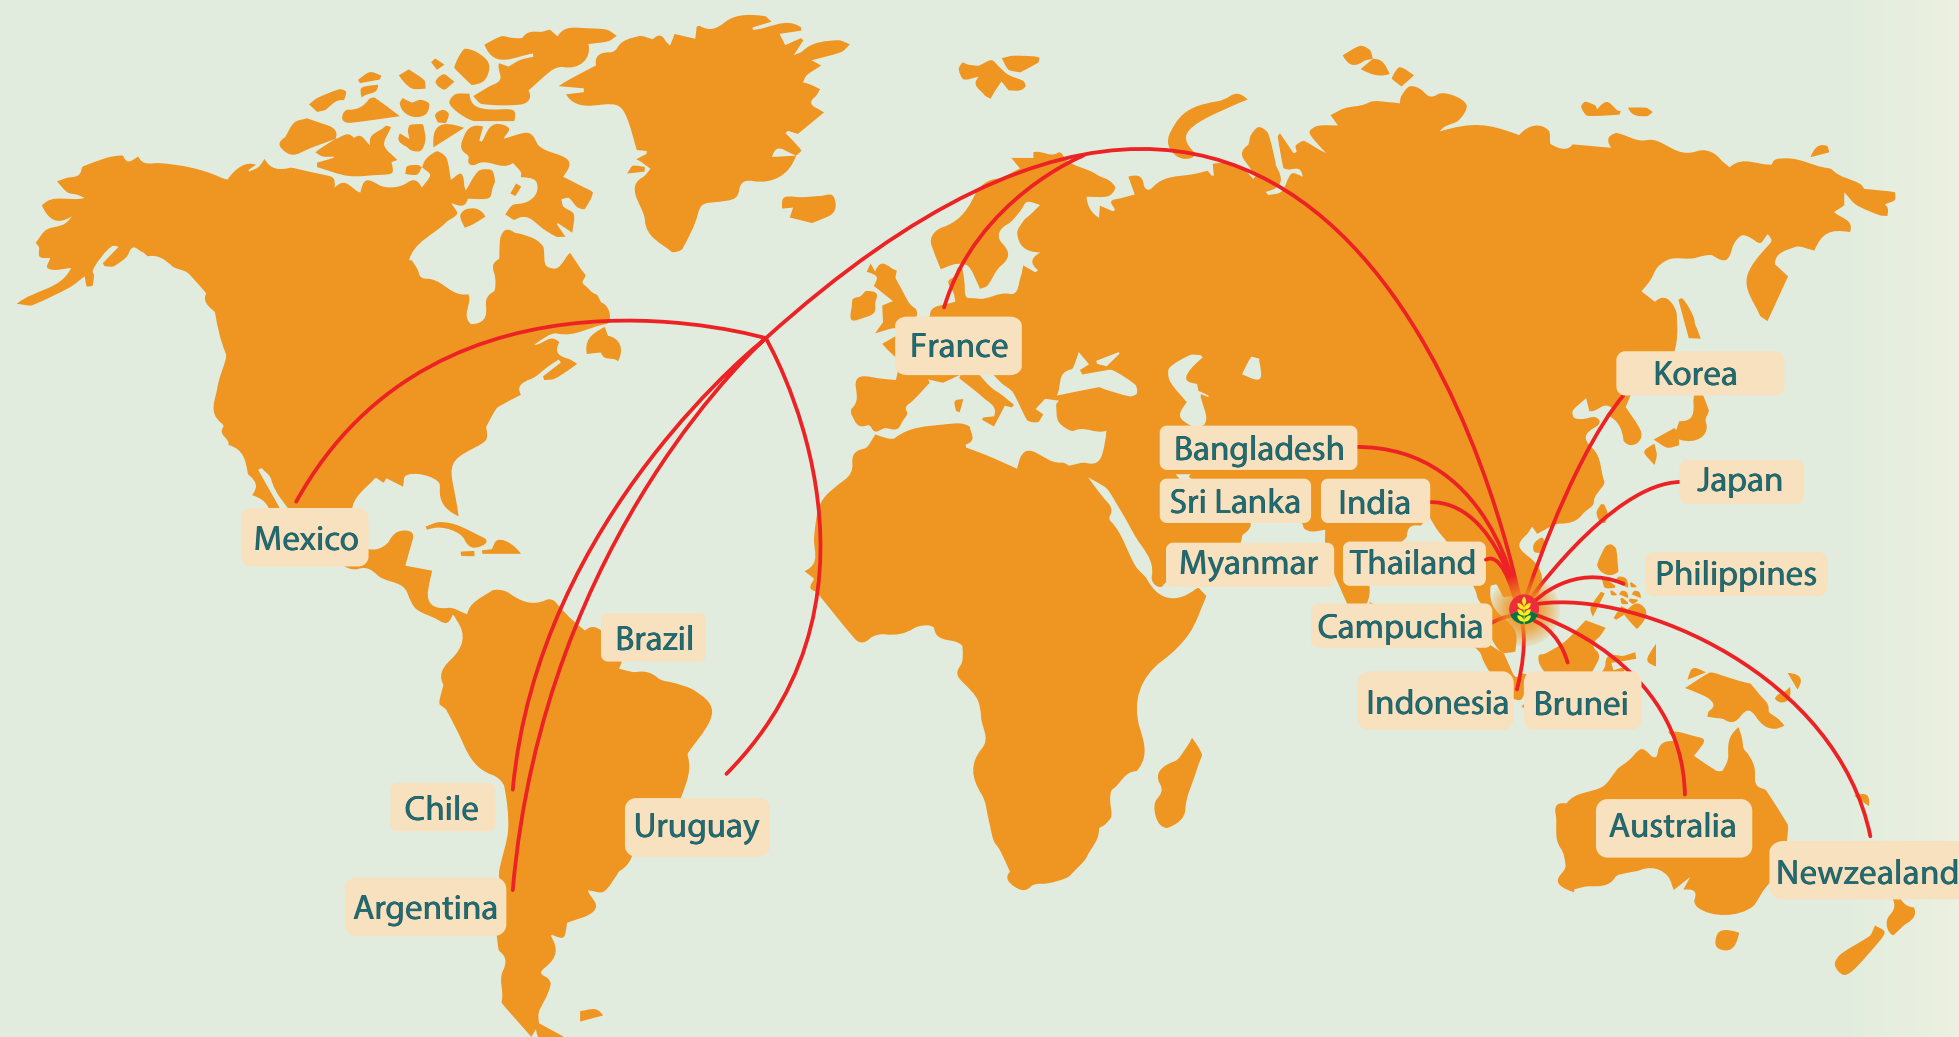 France
Korea
Bangladesh
Japan
Sri Lanka
India
Mexico
Myanmar
Thailand
Philippines
Campuchia
Brazil
Indonesia
Brunei
Chile
Uruguay
Australia
Newzealand
Argentina